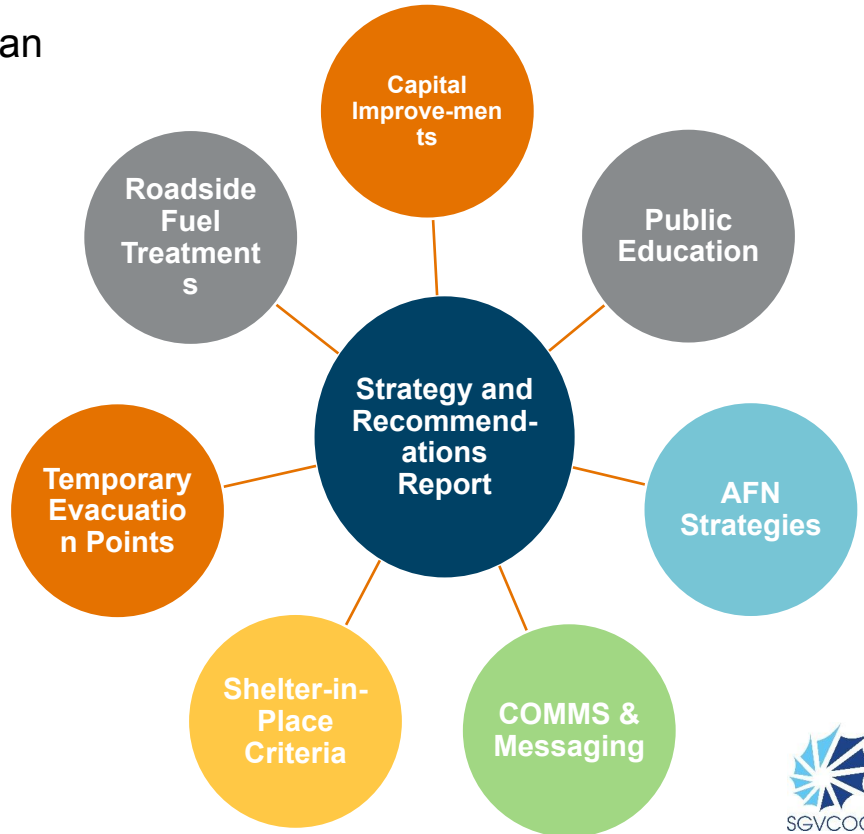 an
Capital
Improve-men
ts
Roadside
Fuel
Treatment
s
Public
Education
Strategy and
Recommend-
ations
Report
Temporary
Evacuatio
n Points
AFN
Strategies
Shelter-in-
Place
Criteria
COMMS &
Messaging
SGVCOG